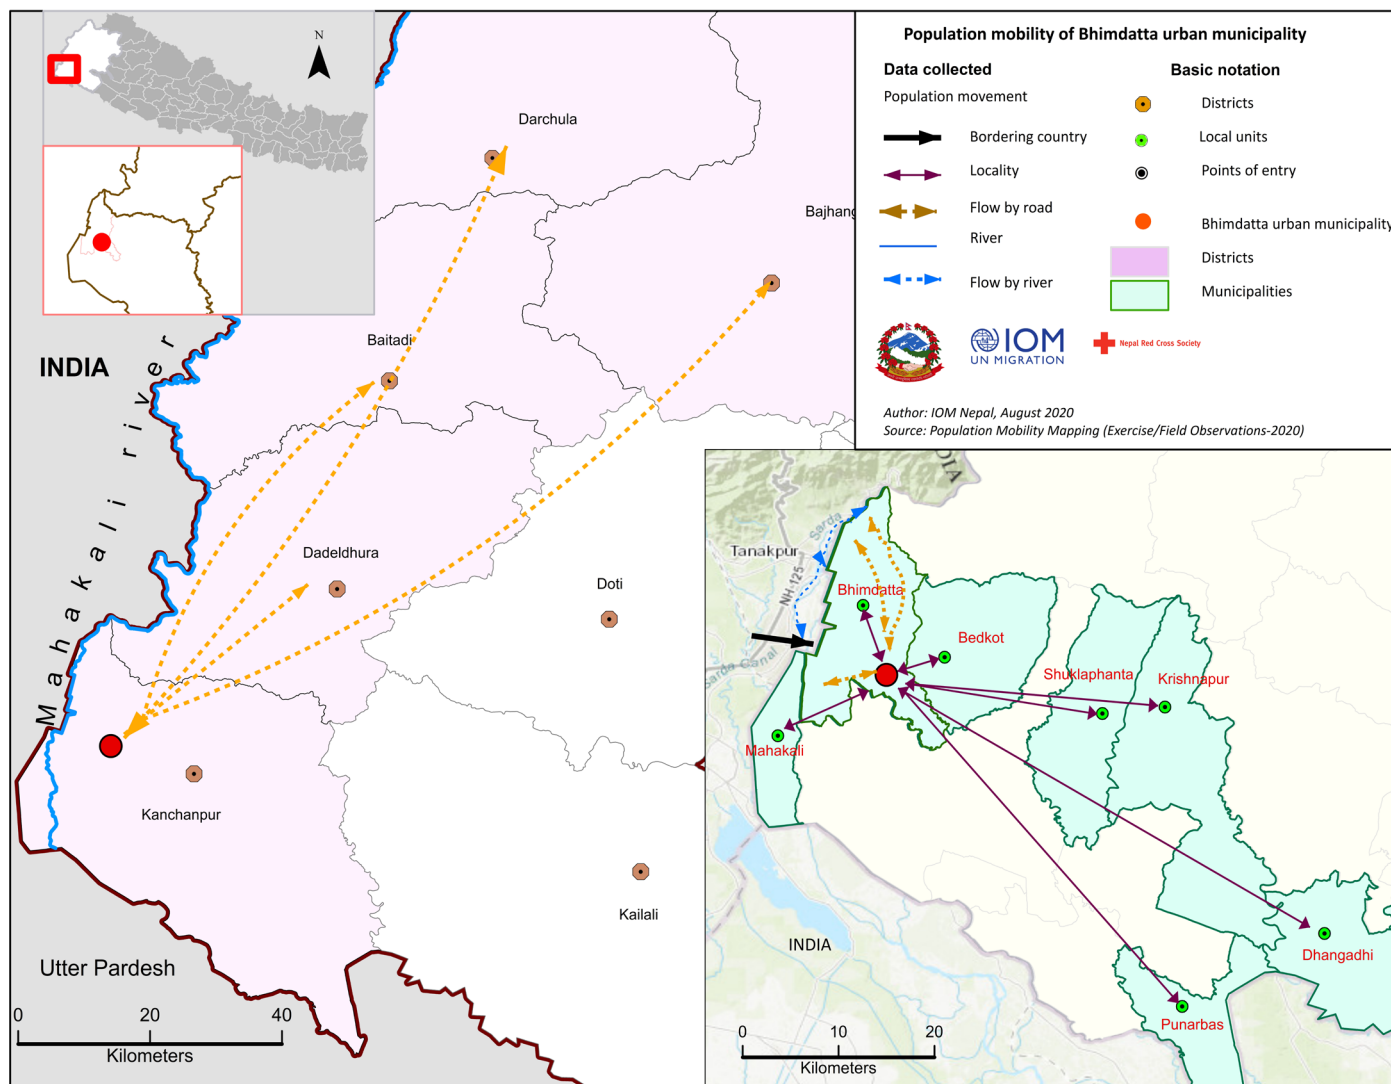 N
Darchula
Bajhang
Baitadi
INDIA
Mahakali river
Dadeldhura
Doti
Kanchanpur
Kailali
Utter Pardesh
0 20 40
Kilometers
Population mobility of Bhimdatta urban municipality
Data collected
Population movement
Bordering country
Locality
Flow by road
River
Flow by river
Basic notation
Districts
Local units
Points of entry
Bhimdatta urban municipality
Districts
Municipalities
IOM
UN MIGRATION
Nepal Red Cross Society
Author: IOM Nepal, August 2020
Source: Population Mobility Mapping (Exercise/Field Observations-2020)
DIA
Sarda
Tanakpur
NH-125
Bhimdatta
Bedkot
Sarda Canal
Shuklaphanta
Krishnapur
Mahakali
INDIA
Dhangadhi
Punarbas
0 10 20
Kilometers